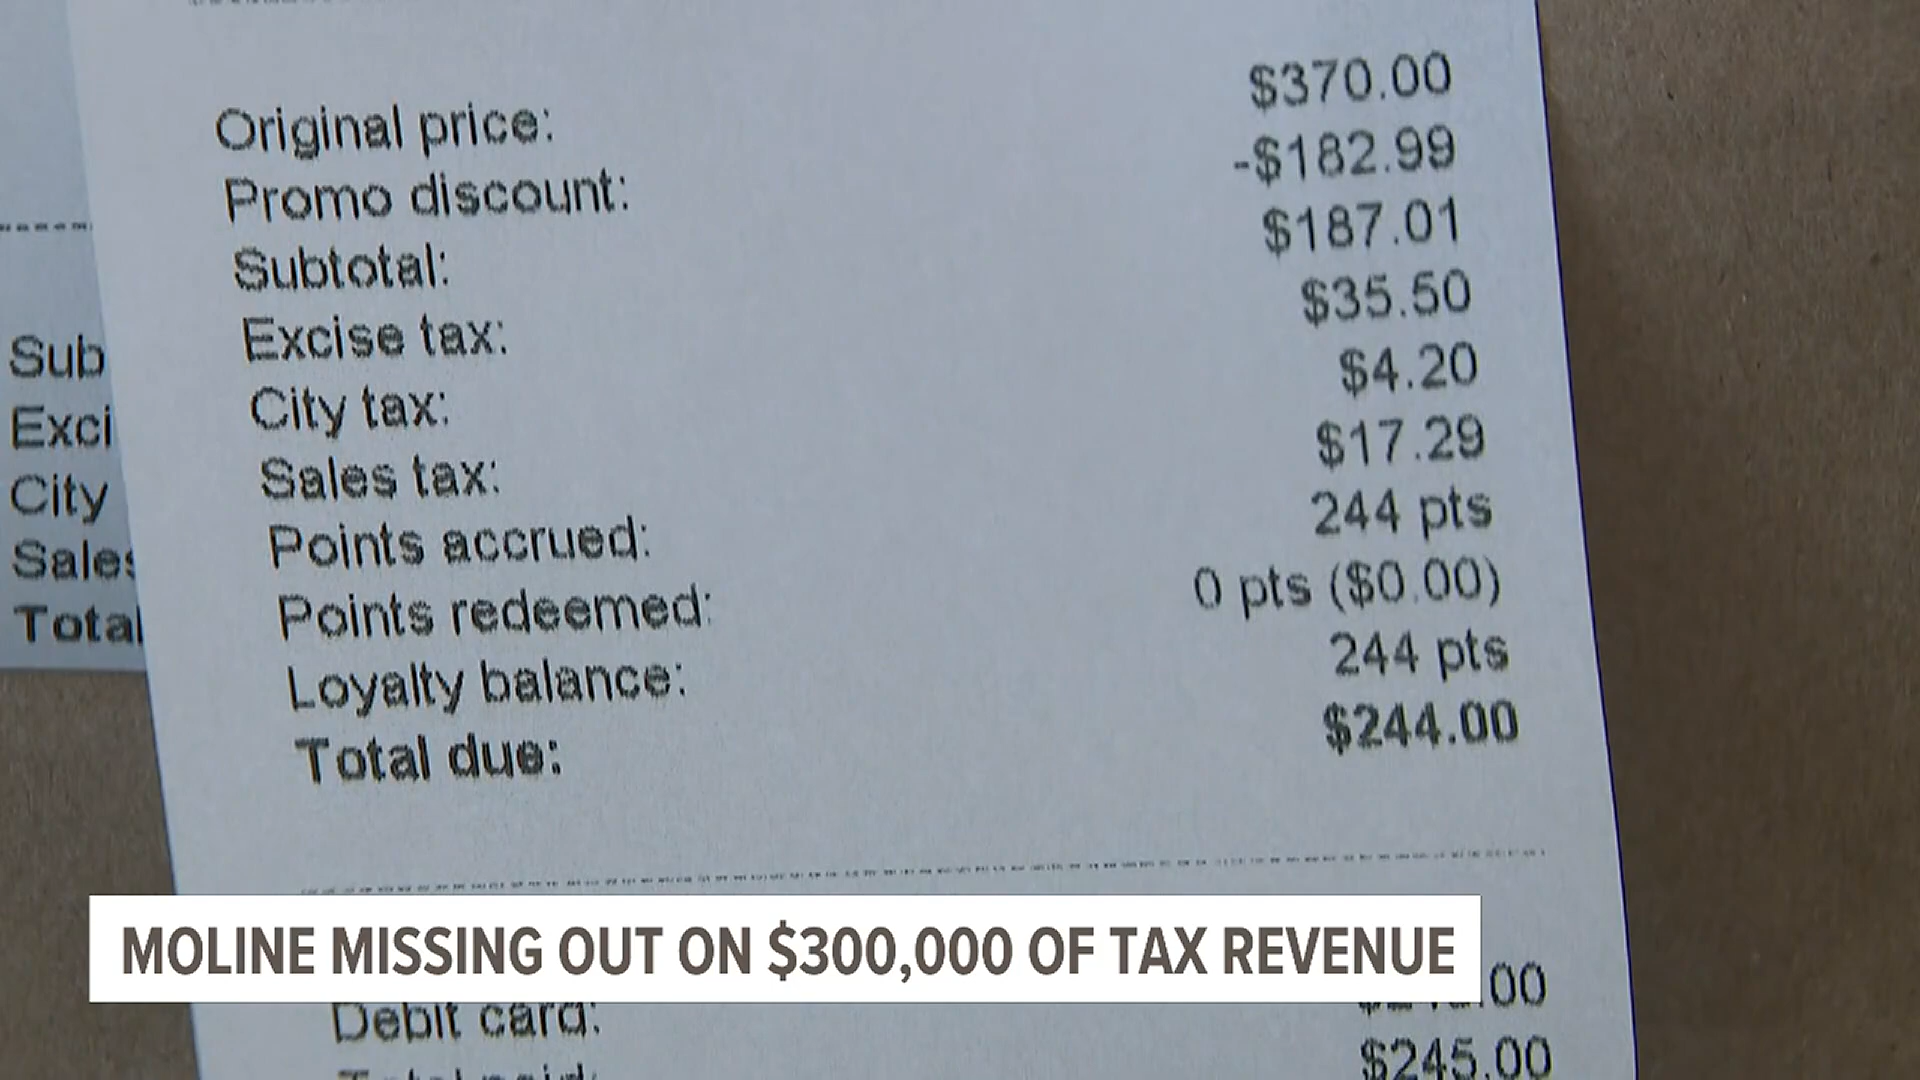 Original price: $370.00
Promo discount: -$182.99
Subtotal: $187.01
Excise tax: $35.50
City tax: $4.20
Sales tax: $17.29
Points accrued: 244 pts
Points redeemed: 0 pts ($0.00)
Loyalty balance: 244 pts
Total due: $244.00
Sub
Exci
City
Sales
Total
MOLINE MISSING OUT ON $300,000 OF TAX REVENUE
Debit card: .00
$245.00